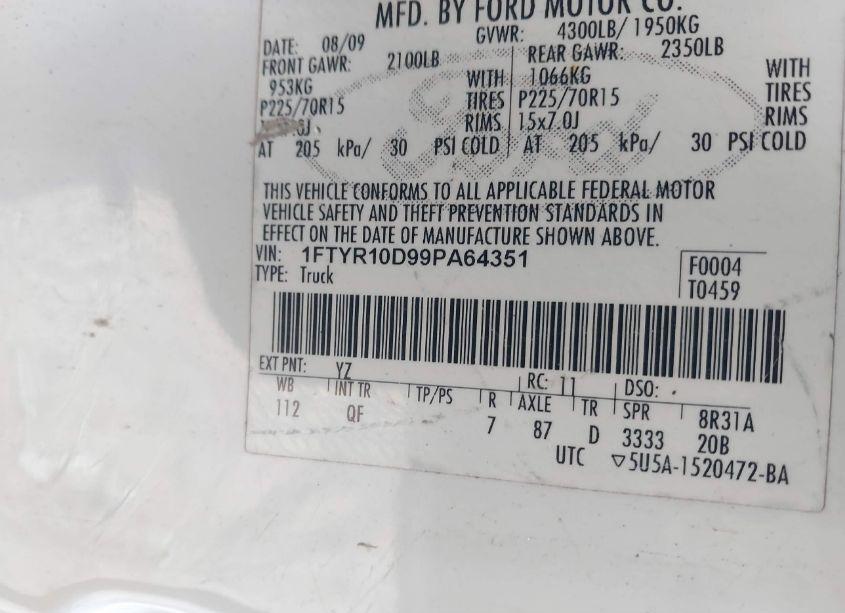 MFD. BY FORD MOTOR CO.
DATE: 08/09 GVWR: 4300LB/ 1950KG
FRONT GAWR: 2100LB REAR GAWR: 2350LB
953KG WITH 1066KG WITH
P225/70R15 TIRES P225/70R15 TIRES
RIMS 15x7.0J RIMS
AT 205 kPa/ 30 PSI COLD AT 205 kPa/ 30 PSI COLD
Ford
THIS VEHICLE CONFORMS TO ALL APPLICABLE FEDERAL MOTOR
VEHICLE SAFETY AND THEFT PREVENTION STANDARDS IN
EFFECT ON THE DATE OF MANUFACTURE SHOWN ABOVE.
VIN: 1FTYR10D99PA64351 F0004
TYPE: Truck T0459
EXT PNT: YZ RC: 11 DSO:
WB INT TR TP/PS R AXLE TR SPR 8R31A
112 QF 7 87 D 3333 20B
UTC ▽5U5A-1520472-BA